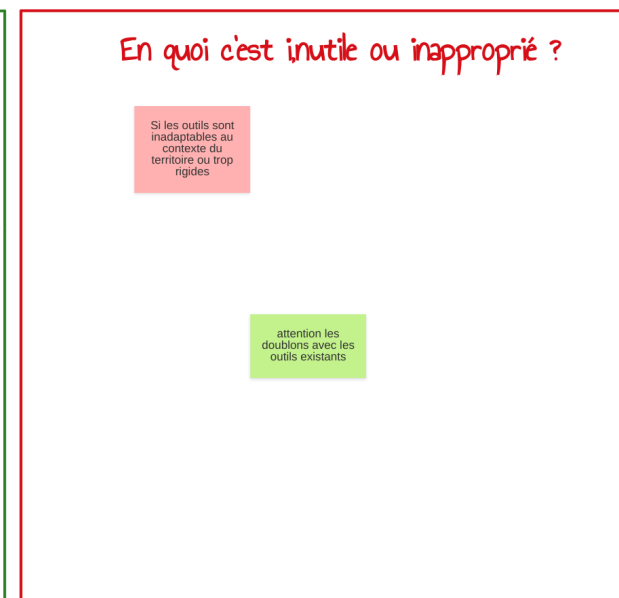 En quoi c'est inutile ou inapproprié ?
Si les outils sont
inadaptables au
contexte du
territoire ou trop
rigides
attention les
doublons avec les
outils existants